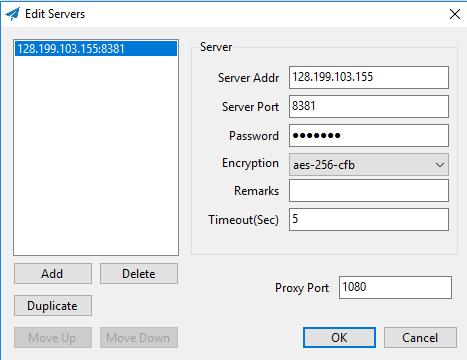 Edit Servers
128.199.103.155:8381
Server
Server Addr 128.199.103.155
Server Port 8381
Password ●●●●●●●
Encryption aes-256-cfb
Remarks
Timeout(Sec) 5
Add Delete
Proxy Port 1080
Duplicate
Move Up Move Down OK Cancel